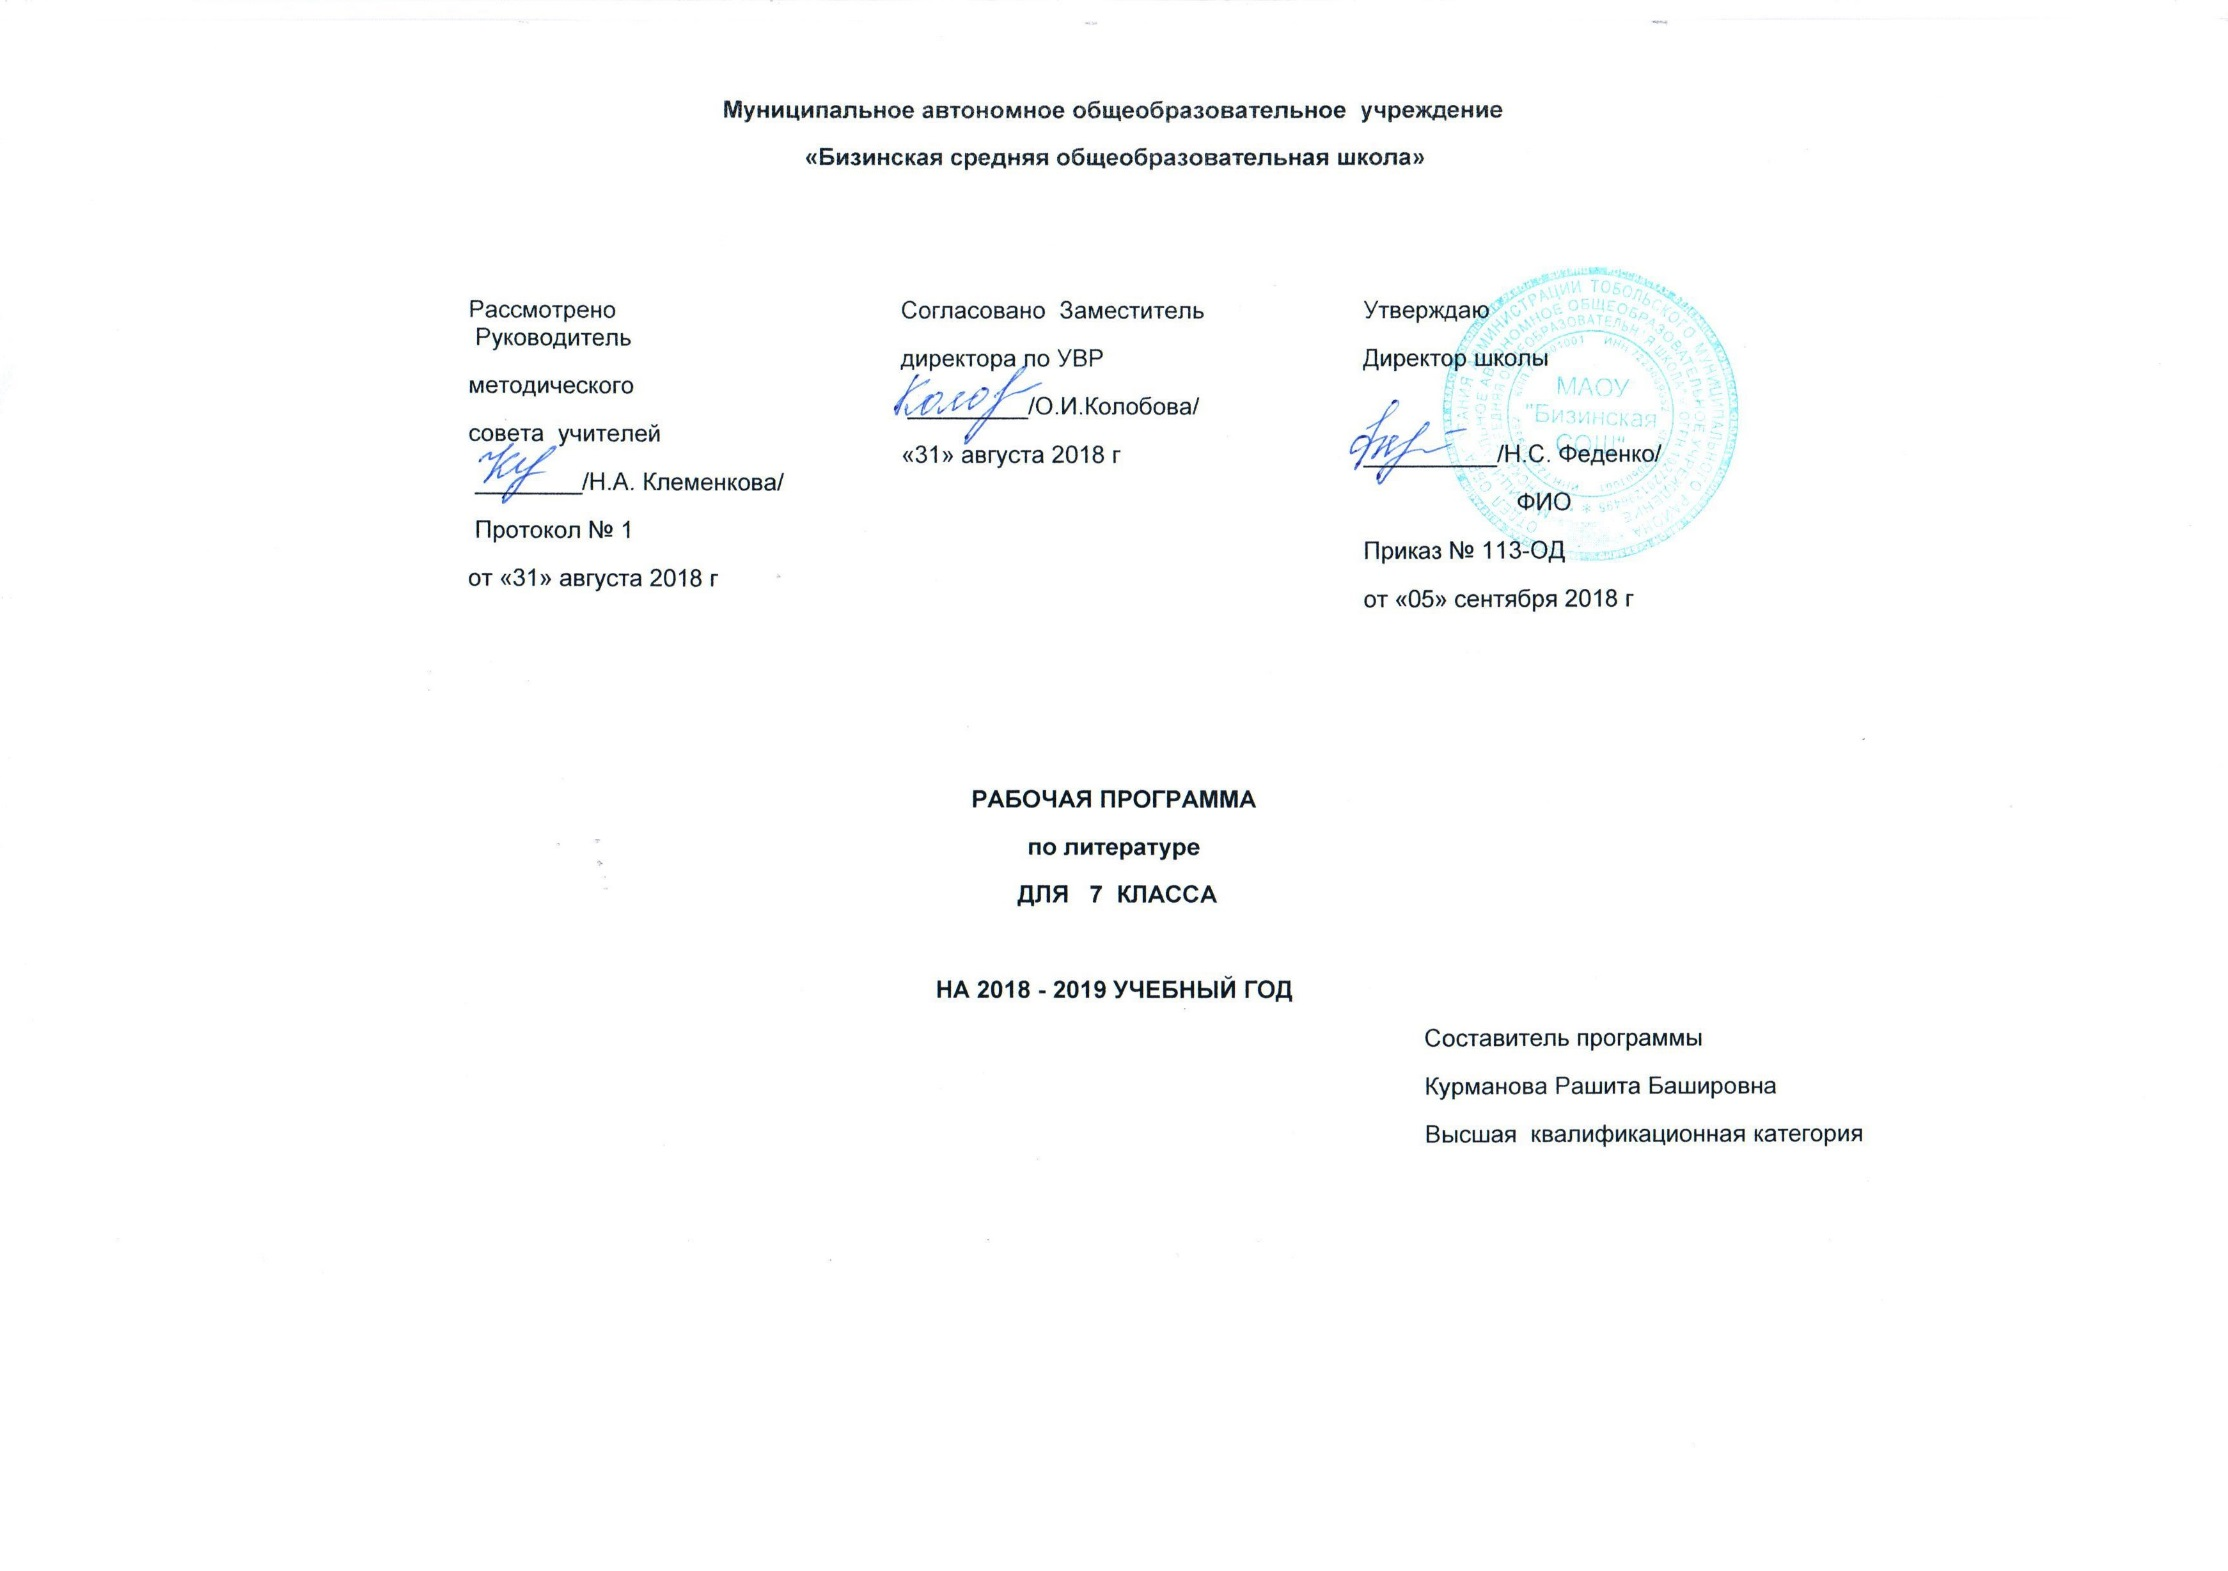 Муниципальное автономное общеобразовательное учреждение
«Бизинская средняя общеобразовательная школа»
Рассмотрено
Руководитель
методического
совета учителей
/Н.А. Клеменкова/
Протокол № 1
от «31» августа 2018 г
Согласовано Заместитель
директора по УВР
/О.И.Колобова/
«31» августа 2018 г
Утверждаю
Директор школы
/Н.С. Феденко/
ФИО
Приказ № 113-ОД
от «05» сентября 2018 г
МАОУ
"Бизинская
СОШ"
РАБОЧАЯ ПРОГРАММА
по литературе
ДЛЯ 7 КЛАССА
НА 2018 - 2019 УЧЕБНЫЙ ГОД
Составитель программы
Курманова Рашита Башировна
Высшая квалификационная категория